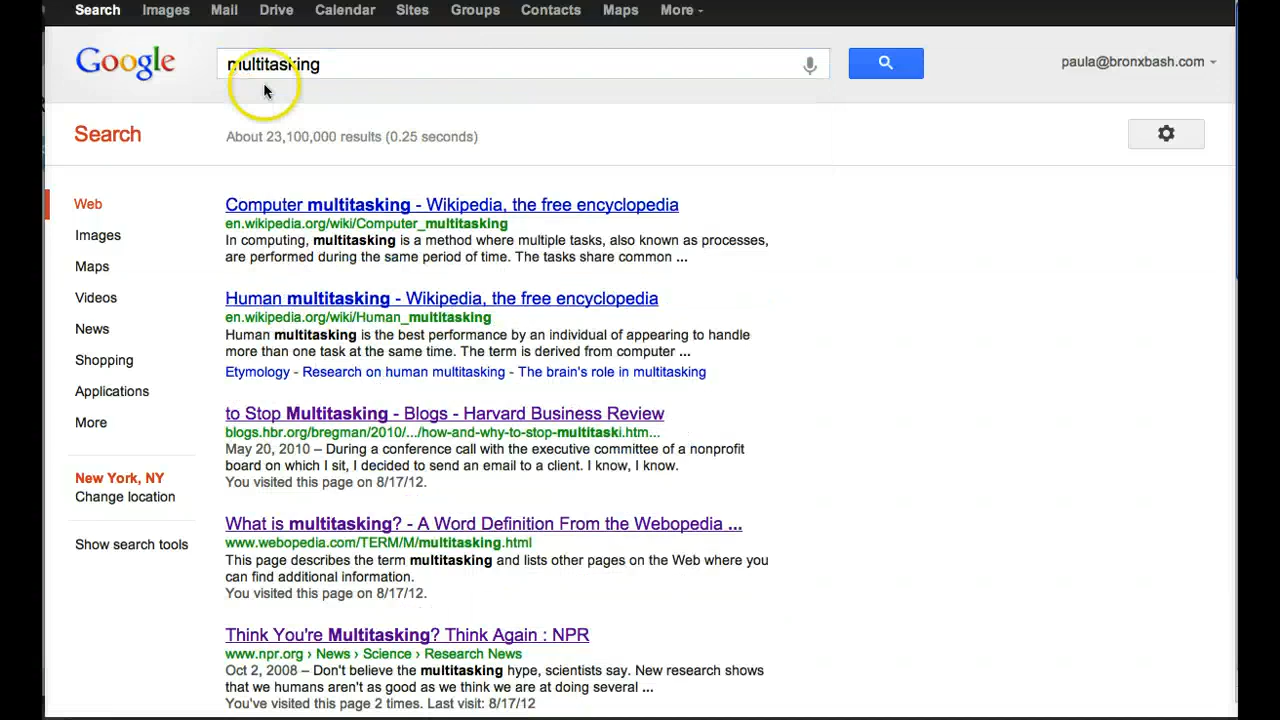 Search Images Mail Drive Calendar Sites Groups Contacts Maps More
Google multitasking paula@bronxbash.com
Search About 23,100,000 results (0.25 seconds)
Web
Images
Maps
Videos
News
Shopping
Applications
More
New York, NY
Change location
Show search tools
Computer multitasking - Wikipedia, the free encyclopedia
en.wikipedia.org/wiki/Computer_multitasking
In computing, multitasking is a method where multiple tasks, also known as processes,
are performed during the same period of time. The tasks share common ...
Human multitasking - Wikipedia, the free encyclopedia
en.wikipedia.org/wiki/Human_multitasking
Human multitasking is the best performance by an individual of appearing to handle
more than one task at the same time. The term is derived from computer ...
Etymology - Research on human multitasking - The brain's role in multitasking
to Stop Multitasking - Blogs - Harvard Business Review
blogs.hbr.org/bregman/2010/.../how-and-why-to-stop-multitaski.htm...
May 20, 2010 – During a conference call with the executive committee of a nonprofit
board on which I sit, I decided to send an email to a client. I know, I know.
You visited this page on 8/17/12.
What is multitasking? - A Word Definition From the Webopedia ...
www.webopedia.com/TERM/M/multitasking.html
This page describes the term multitasking and lists other pages on the Web where you
can find additional information.
You visited this page on 8/17/12.
Think You're Multitasking? Think Again : NPR
www.npr.org › News › Science › Research News
Oct 2, 2008 – Don't believe the multitasking hype, scientists say. New research shows
that we humans aren't as good as we think we are at doing several ...
You've visited this page 2 times. Last visit: 8/17/12